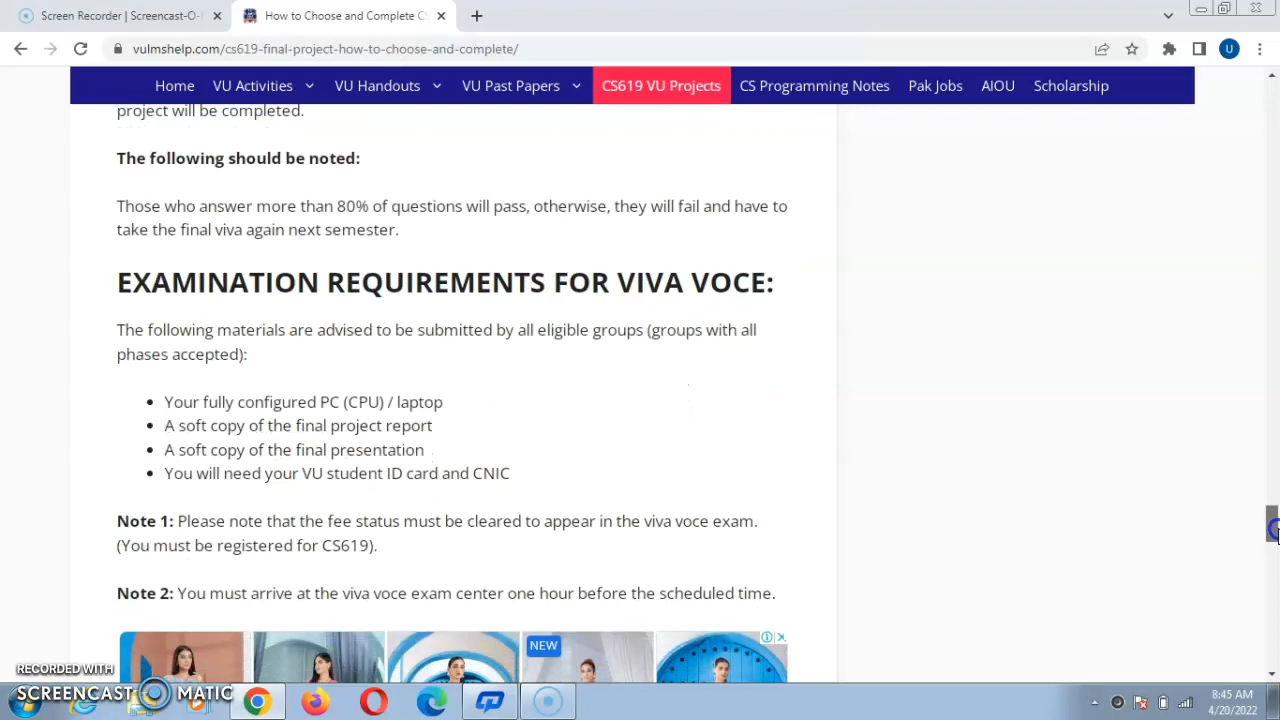 Screen Recorder | Screencast-O-
How to Choose and Complete CS
vulmshelp.com/cs619-final-project-how-to-choose-and-complete/
U
Home VU Activities VU Handouts VU Past Papers CS619 VU Projects CS Programming Notes Pak Jobs AIOU Scholarship
project will be completed.
The following should be noted:
Those who answer more than 80% of questions will pass, otherwise, they will fail and have to
take the final viva again next semester.
EXAMINATION REQUIREMENTS FOR VIVA VOCE:
The following materials are advised to be submitted by all eligible groups (groups with all
phases accepted):
Your fully configured PC (CPU) / laptop
A soft copy of the final project report
A soft copy of the final presentation
You will need your VU student ID card and CNIC
Note 1: Please note that the fee status must be cleared to appear in the viva voce exam.
(You must be registered for CS619).
Note 2: You must arrive at the viva voce exam center one hour before the scheduled time.
NEW
RECORDED WITH
SCREENCAST MATIC
8:45 AM
4/20/2022